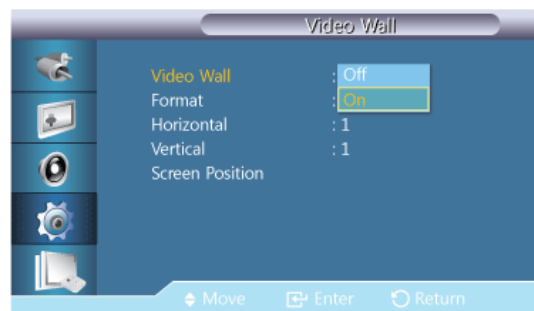 Video Wall
Video Wall : Off
Format : On
Horizontal : 1
Vertical : 1
Screen Position
Move Enter Return